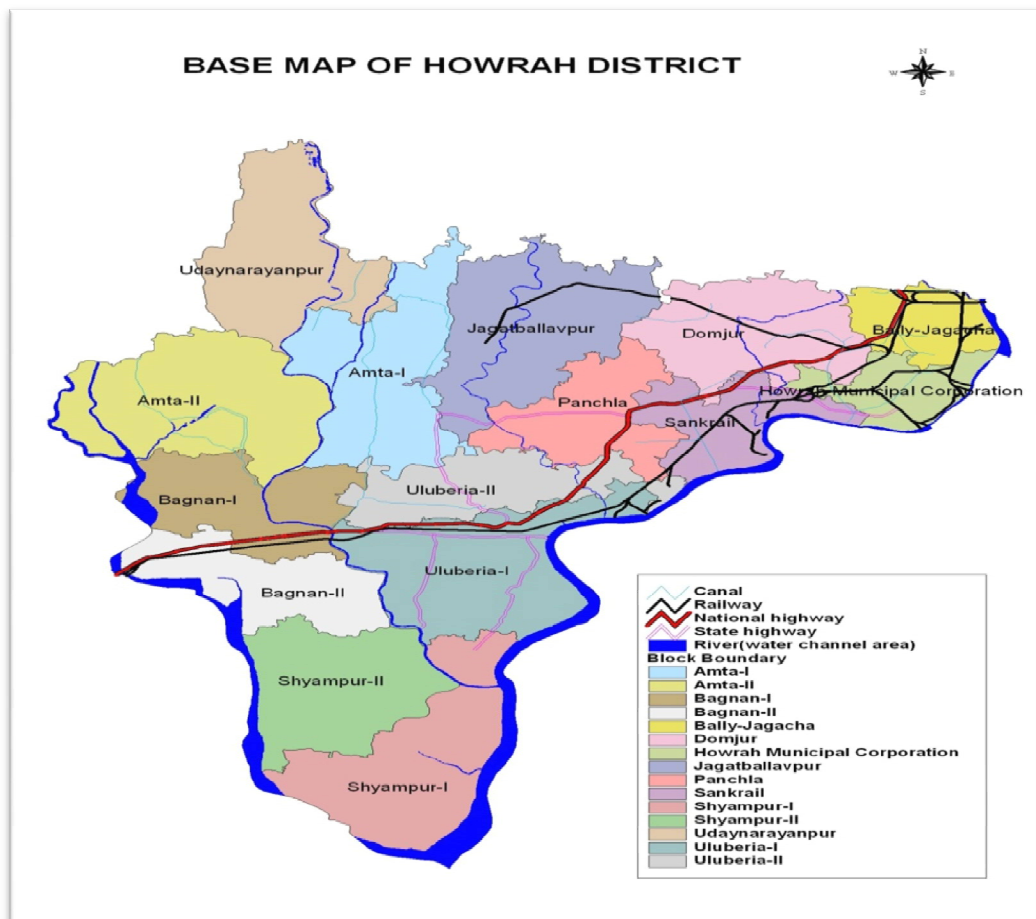 BASE MAP OF HOWRAH DISTRICT
N
W E
S
Udaynarayanpur
Jagatballavpur
Domjur
Bally-Jagacha
Amta-I
Amta-II
Panchla
Howrah Municipal Corporation
Sankrail
Bagnan-I
Uluberia-II
Uluberia-I
Bagnan-II
Shyampur-II
Shyampur-I
Canal
Railway
National highway
State highway
River(water channel area)
Block Boundary
Amta-I
Amta-II
Bagnan-I
Bagnan-II
Bally-Jagacha
Domjur
Howrah Municipal Corporation
Jagatballavpur
Panchla
Sankrail
Shyampur-I
Shyampur-II
Udaynarayanpur
Uluberia-I
Uluberia-II